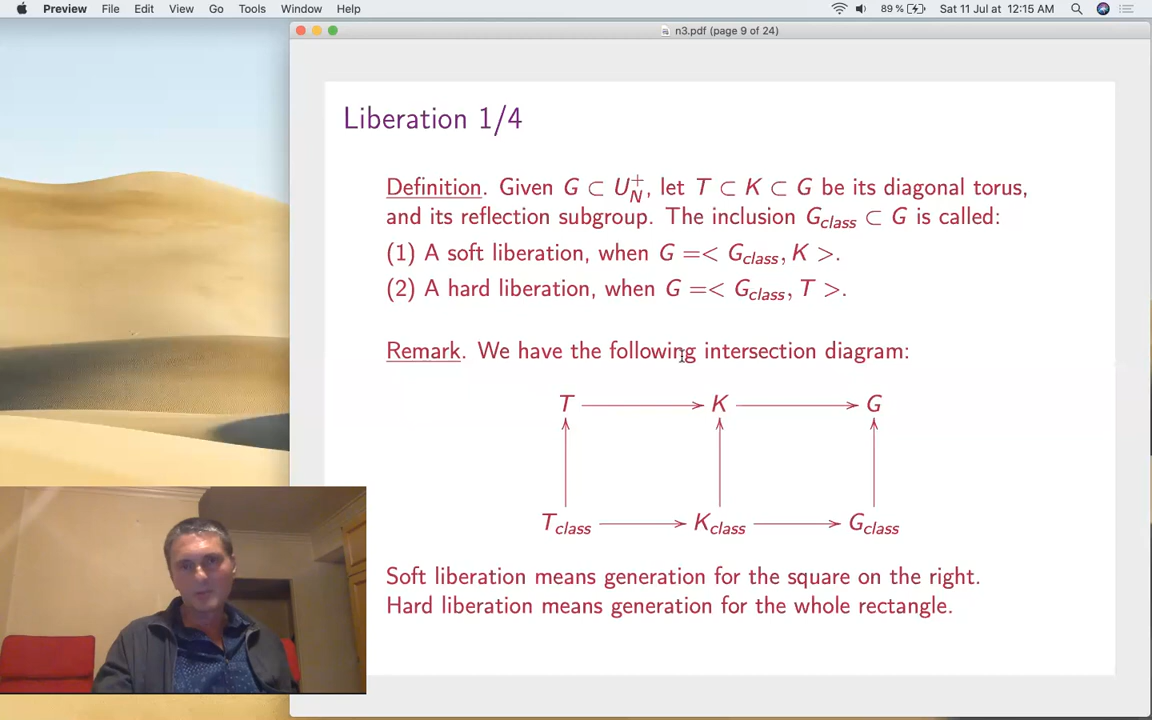 Preview File Edit View Go Tools Window Help 89 % Sat 11 Jul at 12:15 AM
n3.pdf (page 9 of 24)
Liberation 1/4
Definition. Given G ⊂ U_N^+, let T ⊂ K ⊂ G be its diagonal torus,
and its reflection subgroup. The inclusion G_class ⊂ G is called:
(1) A soft liberation, when G =< G_class, K >.
(2) A hard liberation, when G =< G_class, T >.
Remark. We have the following intersection diagram:
T K G
T_class K_class G_class
Soft liberation means generation for the square on the right.
Hard liberation means generation for the whole rectangle.